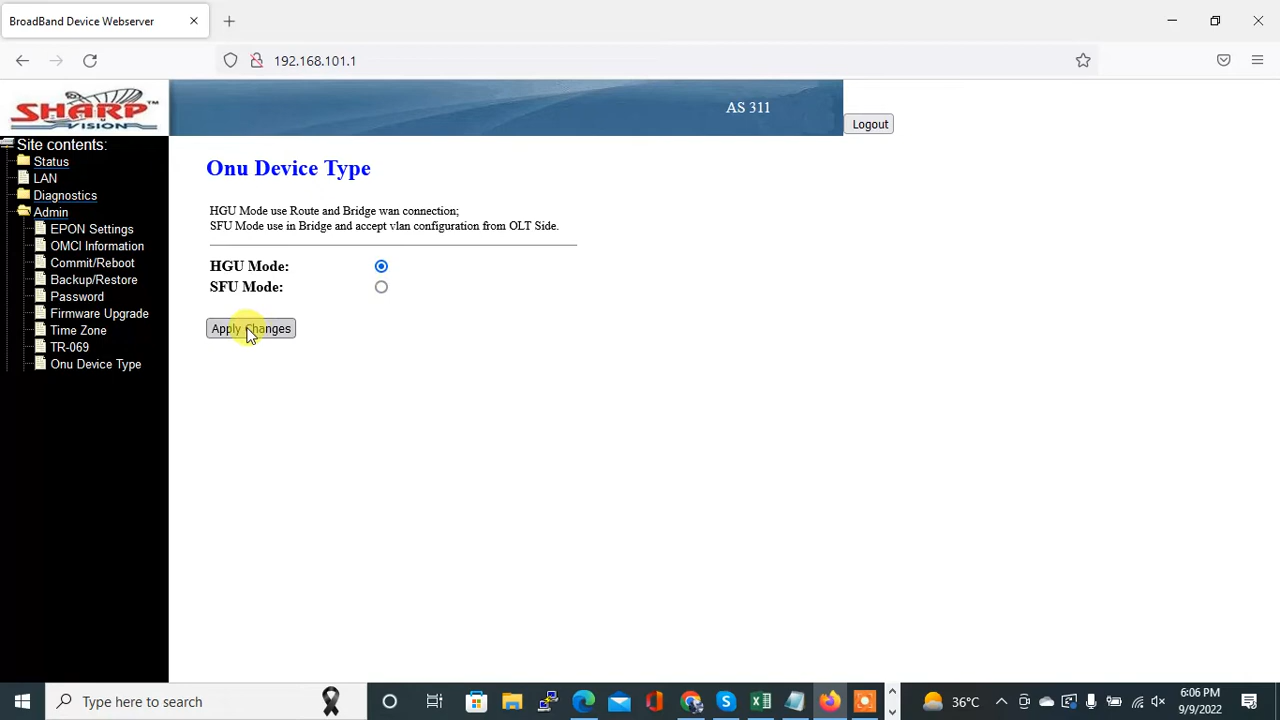 BroadBand Device Webserver
192.168.101.1
SHARP
VISION
™
AS 311
Logout
Site contents:
Status
LAN
Diagnostics
Admin
EPON Settings
OMCI Information
Commit/Reboot
Backup/Restore
Password
Firmware Upgrade
Time Zone
TR-069
Onu Device Type
Onu Device Type
HGU Mode use Route and Bridge wan connection;
SFU Mode use in Bridge and accept vlan configuration from OLT Side.
HGU Mode:
SFU Mode:
Apply Changes
Type here to search
36°C
6:06 PM
9/9/2022